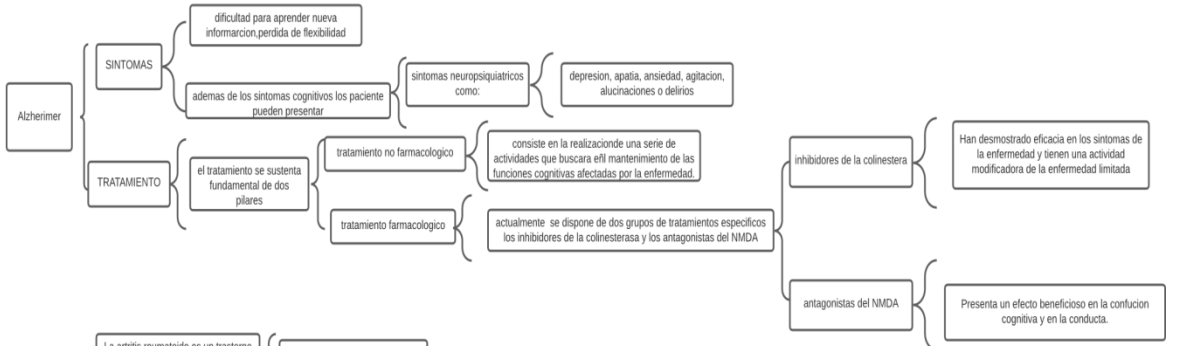 Alzherimer
SINTOMAS
dificultad para aprender nueva
informarcion,perdida de flexibilidad
ademas de los sintomas cognitivos los paciente
pueden presentar
sintomas neuropsiquiatricos
como:
depresion, apatia, ansiedad, agitacion,
alucinaciones o delirios
TRATAMIENTO
el tratamiento se sustenta
fundamental de dos
pilares
tratamiento no farmacologico
consiste en la realizacionde una serie de
actividades que buscara eñl mantenimiento de las
funciones cognitivas afectadas por la enfermedad.
tratamiento farmacologico
actualmente se dispone de dos grupos de tratamientos especificos
los inhibidores de la colinesterasa y los antagonistas del NMDA
inhibidores de la colinestera
Han desmostrado eficacia en los sintomas de
la enfermedad y tienen una actividad
modificadora de la enfermedad limitada
antagonistas del NMDA
Presenta un efecto beneficioso en la confucion
cognitiva y en la conducta.
La artritis reumatoide es un trastorno